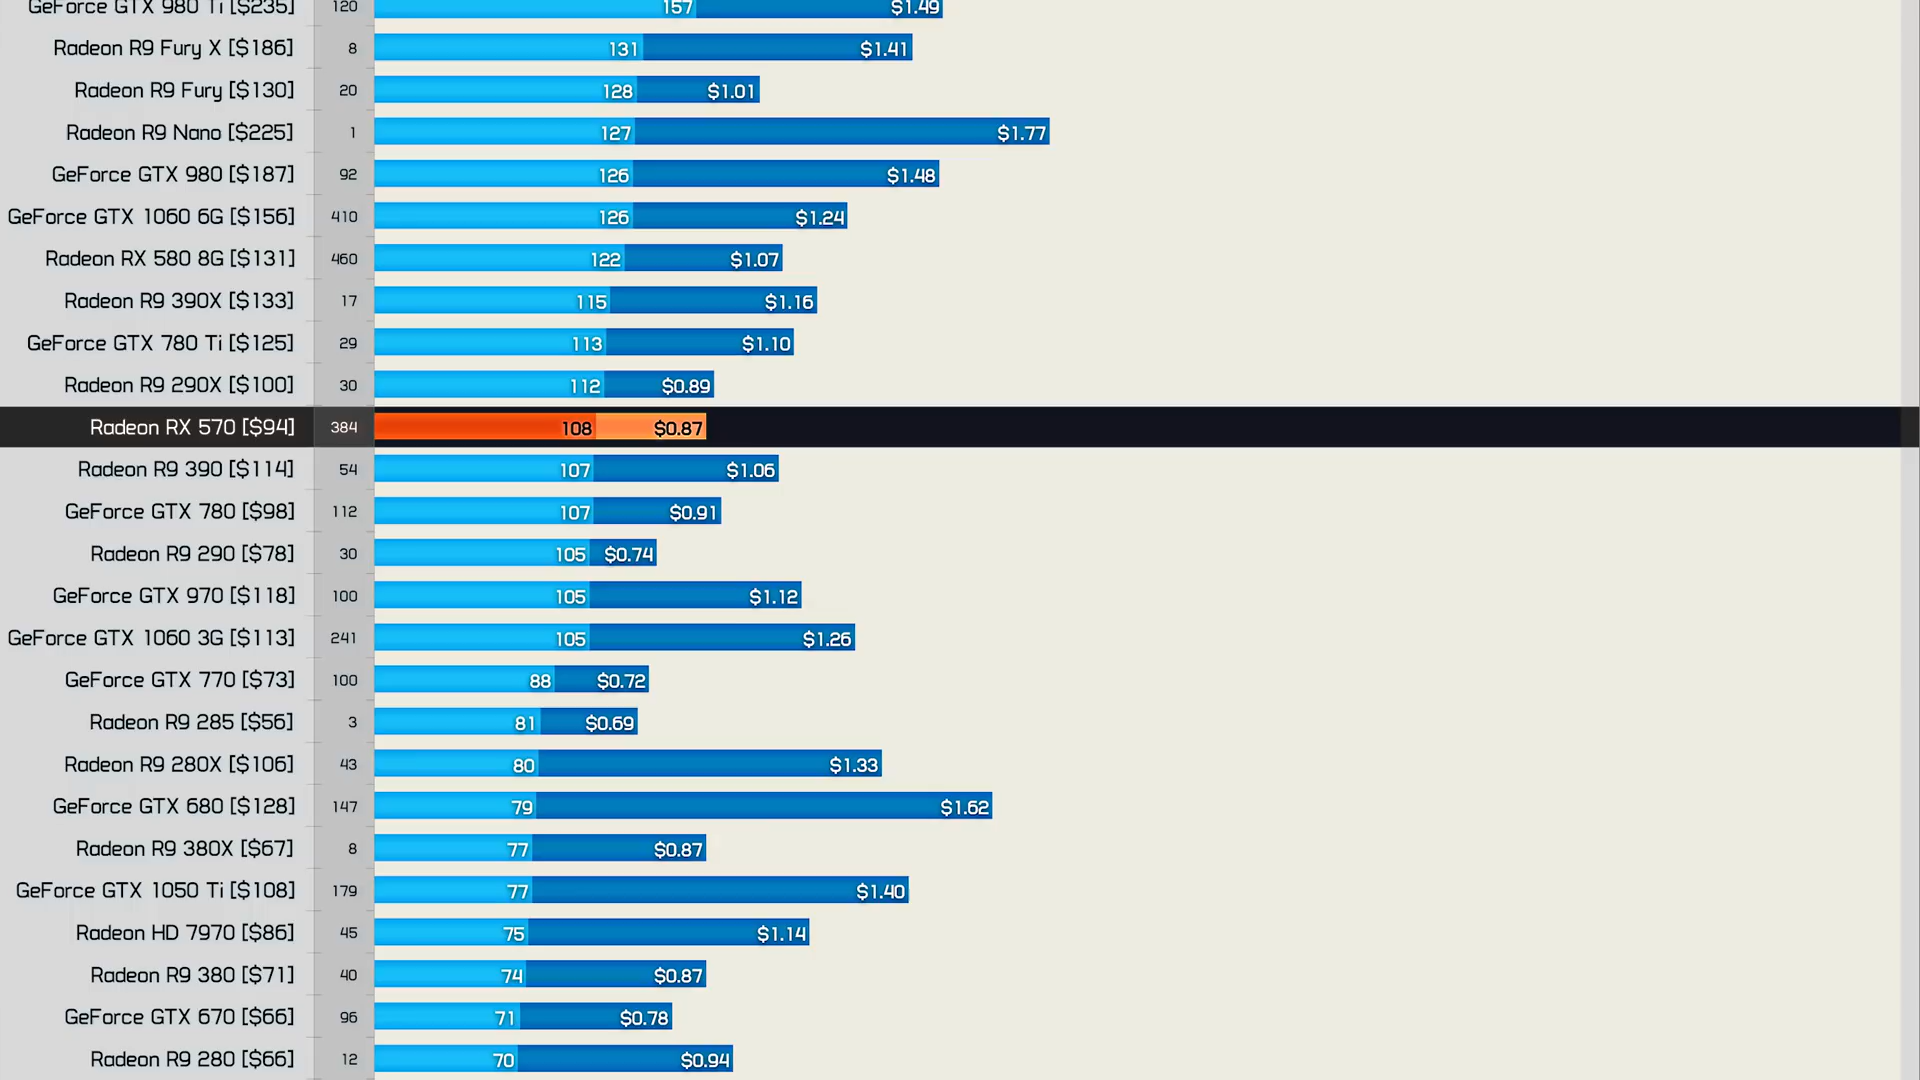 GeForce GTX 980 Ti [$235] 120 157 $1.49
Radeon R9 Fury X [$186] 8 131 $1.41
Radeon R9 Fury [$130] 20 128 $1.01
Radeon R9 Nano [$225] 1 127 $1.77
GeForce GTX 980 [$187] 92 126 $1.48
GeForce GTX 1060 6G [$156] 410 126 $1.24
Radeon RX 580 8G [$131] 460 122 $1.07
Radeon R9 390X [$133] 17 115 $1.16
GeForce GTX 780 Ti [$125] 29 113 $1.10
Radeon R9 290X [$100] 30 112 $0.89
Radeon RX 570 [$94] 384 108 $0.87
Radeon R9 390 [$114] 54 107 $1.06
GeForce GTX 780 [$98] 112 107 $0.91
Radeon R9 290 [$78] 30 105 $0.74
GeForce GTX 970 [$118] 100 105 $1.12
GeForce GTX 1060 3G [$113] 241 105 $1.26
GeForce GTX 770 [$73] 100 88 $0.72
Radeon R9 285 [$56] 3 81 $0.69
Radeon R9 280X [$106] 43 80 $1.33
GeForce GTX 680 [$128] 147 79 $1.62
Radeon R9 380X [$67] 8 77 $0.87
GeForce GTX 1050 Ti [$108] 179 77 $1.40
Radeon HD 7970 [$86] 45 75 $1.14
Radeon R9 380 [$71] 40 74 $0.87
GeForce GTX 670 [$66] 96 71 $0.78
Radeon R9 280 [$66] 12 70 $0.94